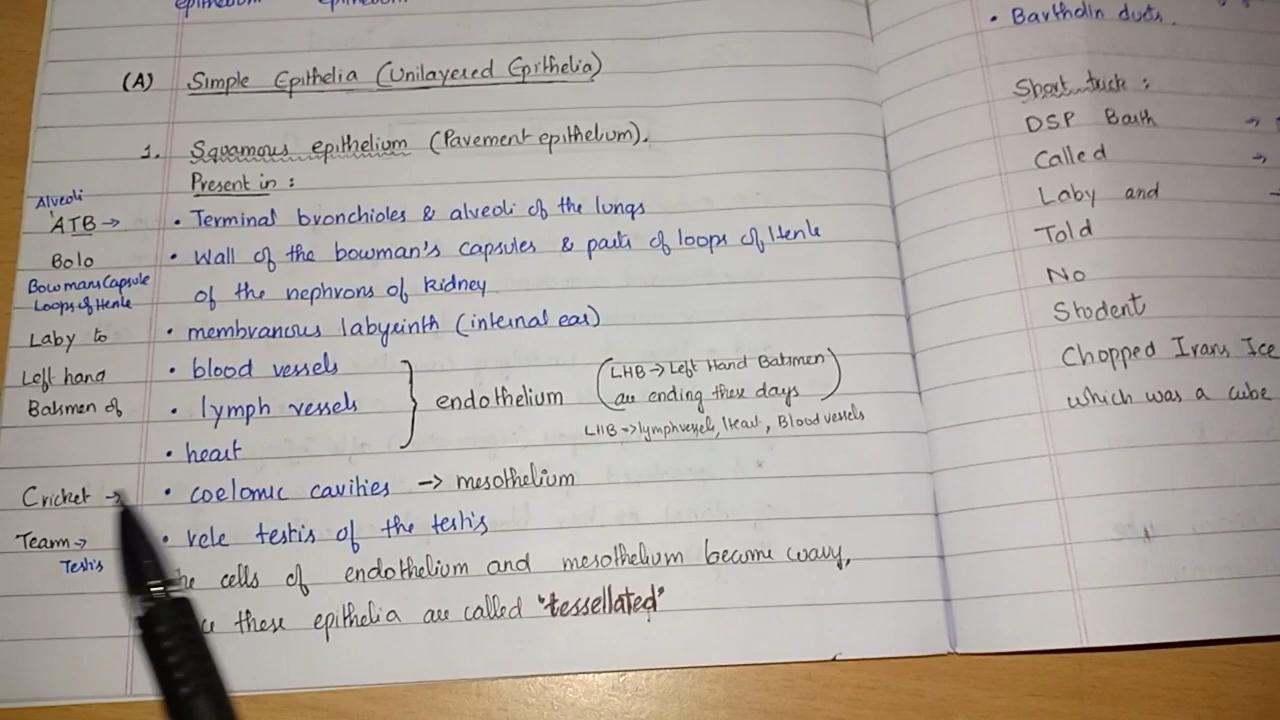 epithelium epithelium
(A) Simple Epithelia (Unilayered Epithelia)
1. Squamous epithelium (Pavement epithelium).
Present in :
Alveoli
ATB → • Terminal bronchioles & alveoli of the lungs
Bolo • Wall of the bowman's capsules & parts of loops of Henle
Bowmans Capsule
Loops of Henle
of the nephrons of kidney
Laby to • membranous labyrinth (internal ear)
Left hand • blood vessels
Batsmen of • lymph vessels
• heart
} endothelium
(LHB → Left Hand Batsmen
are ending these days)
LHB → lymphvessel, Heart, Blood vessels
Cricket → • coelomic cavities → mesothelium
Team → • rete testis of the testis
Testis
he cells of endothelium and mesothelium become wavy,
these epithelia are called "tessellated"
• Bartholin ducts.
Short trick :
DSP Barth →
Called →
Laby and →
Told
No
Student
Chopped Irans Ice
which was a cube